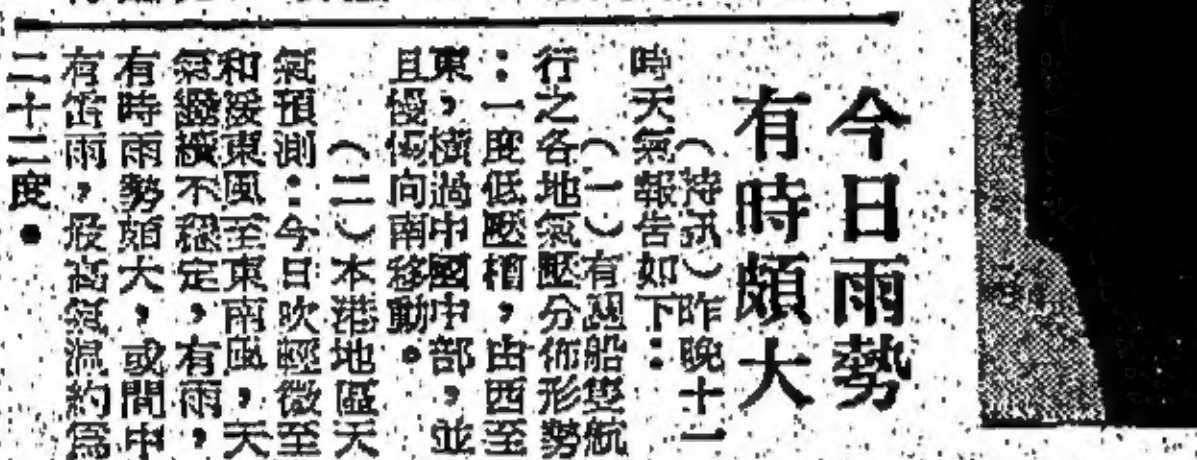 今日雨勢
有時頗大
(特訊)昨晚十一
時天氣報告如下:
(一)有關船隻航
行之各地氣壓分佈形勢
:一度低壓槽,由西至
東,橫過中國中部,並
且慢慢向南移動。
(二)本港地區天
氣預測:今日吹輕微至
和緩東風至東南風,天
氣繼續不穩定,有雨,
有時雨勢頗大,或間中
有雷雨,最高氣溫約爲
二十二度。